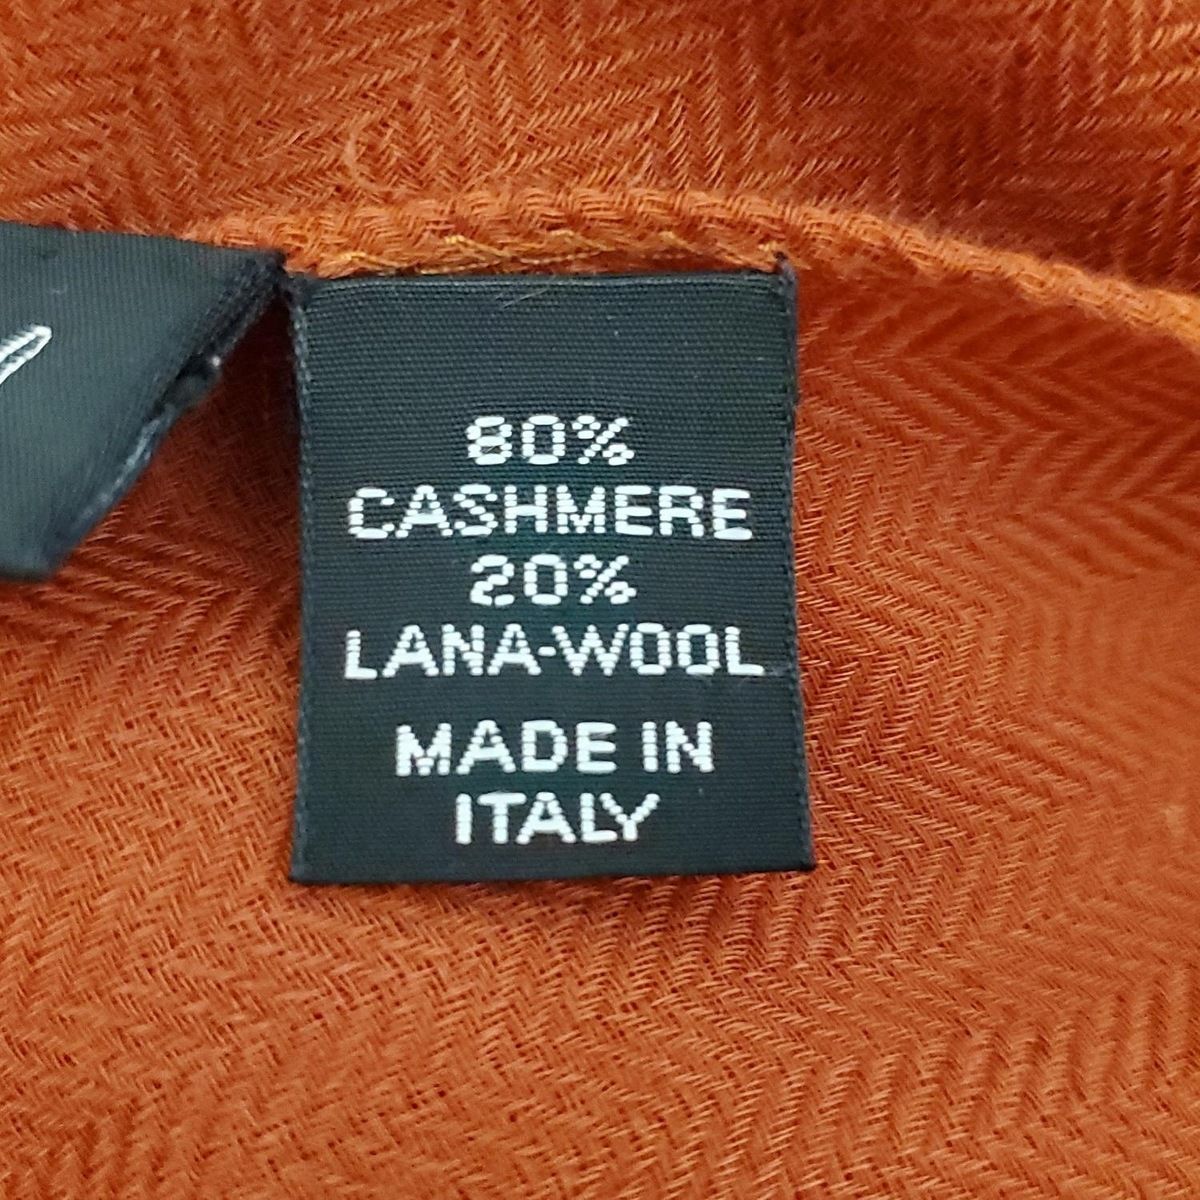 80%
CASHMERE
20%
LANA-WOOL
MADE IN
ITALY